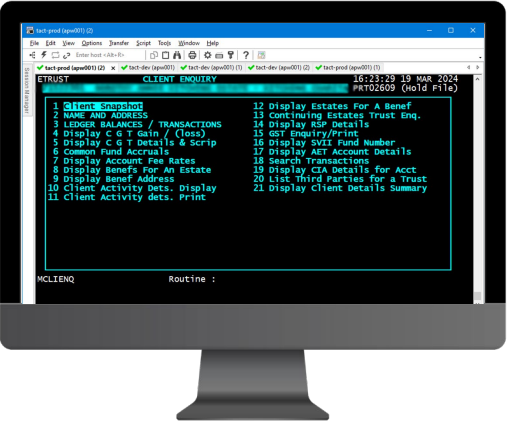 tact-prod (apw001) (2)
File Edit View Options Transfer Script Tools Window Help
Enter host <Alt+R>
tact-prod (apw001) (2) x tact-dev (apw001) tact-dev (apw001) (1) tact-dev (apw001) (2) tact-prod (apw001) (1)
Session Manager
ETRUST CLIENT ENQUIRY 16:23:29 19 MAR 2024
PRT02609 (Hold File)
1 Client Snapshot
2 NAME AND ADDRESS
3 LEDGER BALANCES / TRANSACTIONS
4 Display C G T Gain / (loss)
5 Display C G T Details & Scrip
6 Common Fund Accruals
7 Display Account Fee Rates
8 Display Benefs For An Estate
9 Display Benef Address
10 Client Activity Dets. Display
11 Client Activity dets. Print
12 Display Estates For A Benef
13 Continuing Estates Trust Enq.
14 Display RSP Details
15 GST Enquiry/Print
16 Display SVII Fund Number
17 Display AET Account Details
18 Search Transactions
19 Display CIA Details for Acct
20 List Third Parties for a Trust
21 Display Client Details Summary
MCLIENQ Routine :